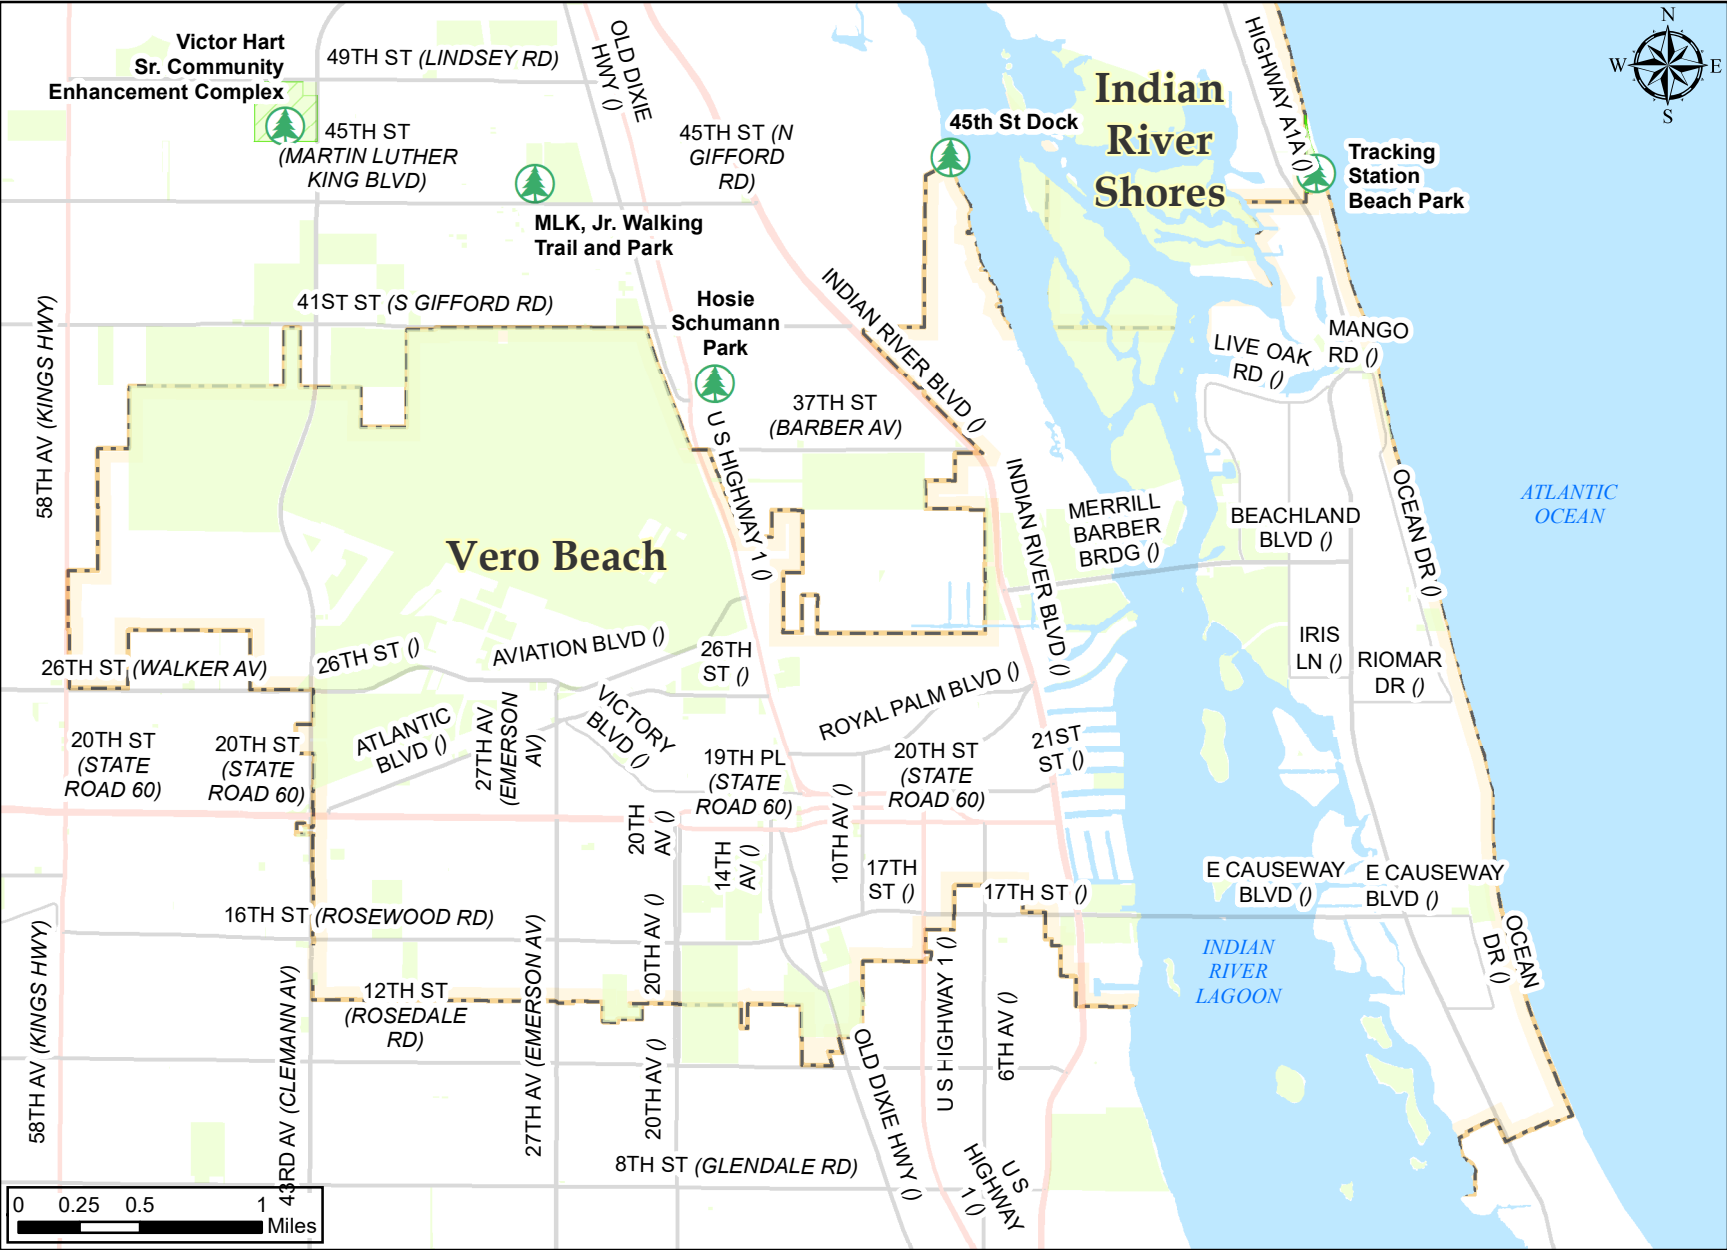 Victor Hart
Sr. Community
Enhancement Complex
49TH ST (LINDSEY RD)
OLD DIXIE
HWY ()
45TH ST
(MARTIN LUTHER
KING BLVD)
MLK, Jr. Walking
Trail and Park
45TH ST (N
GIFFORD
RD)
45th St Dock
Indian
River
Shores
HIGHWAY A1A ()
Tracking
Station
Beach Park
N
W
E
S
41ST ST (S GIFFORD RD)
58TH AV (KINGS HWY)
Hosie
Schumann
Park
INDIAN RIVER BLVD ()
37TH ST
(BARBER AV)
LIVE OAK
RD ()
MANGO
RD ()
U S HIGHWAY 1 ()
INDIAN RIVER BLVD ()
MERRILL
BARBER
BRDG ()
BEACHLAND
BLVD ()
OCEAN DR ()
ATLANTIC
OCEAN
Vero Beach
26TH ST (WALKER AV)
26TH ST ()
AVIATION BLVD ()
26TH
ST ()
IRIS
LN ()
RIOMAR
DR ()
ROYAL PALM BLVD ()
20TH ST
(STATE
ROAD 60)
20TH ST
(STATE
ROAD 60)
ATLANTIC
BLVD ()
27TH AV
(EMERSON
AV)
VICTORY
BLVD ()
19TH PL
(STATE
ROAD 60)
20TH ST
(STATE
ROAD 60)
21ST
ST ()
20TH
AV ()
14TH
AV ()
10TH AV ()
17TH
ST ()
17TH ST ()
E CAUSEWAY
BLVD ()
E CAUSEWAY
BLVD ()
16TH ST (ROSEWOOD RD)
58TH AV (KINGS HWY)
43RD AV (CLEMANN AV)
12TH ST
(ROSEDALE
RD)
27TH AV (EMERSON AV)
20TH AV ()
20TH AV ()
U S HIGHWAY 1 ()
6TH AV ()
INDIAN
RIVER
LAGOON
OCEAN
DR ()
OLD DIXIE HWY ()
8TH ST (GLENDALE RD)
U S
HIGHWAY
1 ()
0 0.25 0.5 1
Miles